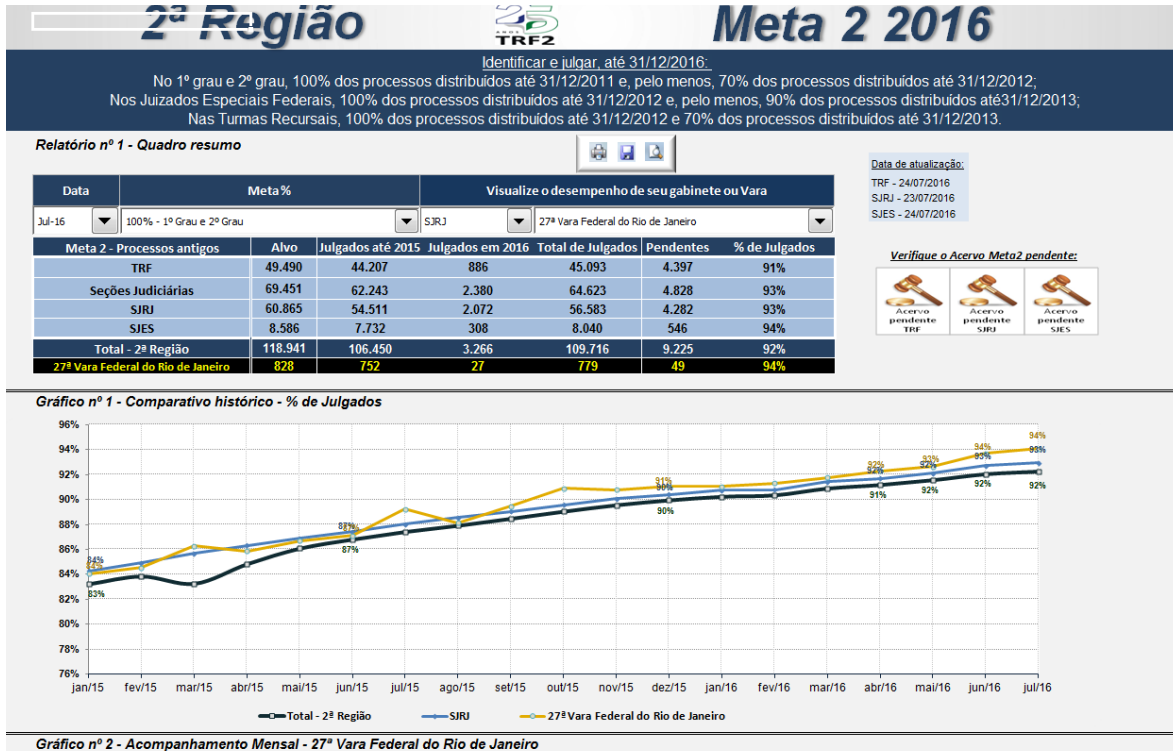 2ª Região
25
TRF2
Meta 2 2016
Identificar e julgar, até 31/12/2016:
No 1º grau e 2º grau, 100% dos processos distribuídos até 31/12/2011 e, pelo menos, 70% dos processos distribuídos até 31/12/2012;
Nos Juizados Especiais Federais, 100% dos processos distribuídos até 31/12/2012 e, pelo menos, 90% dos processos distribuídos até31/12/2013;
Nas Turmas Recursais, 100% dos processos distribuídos até 31/12/2012 e 70% dos processos distribuídos até 31/12/2013.
Relatório nº 1 - Quadro resumo
Data de atualização:
TRF - 24/07/2016
SJRJ - 23/07/2016
SJES - 24/07/2016
Data Meta% Visualize o desempenho de seu gabinete ou Vara
Jul-16 100% - 1º Grau e 2º Grau SJRJ 27ª Vara Federal do Rio de Janeiro
Meta 2 - Processos antigos Alvo Julgados até 2015 Julgados em 2016 Total de Julgados Pendentes % de Julgados
TRF 49.490 44.207 886 45.093 4.397 91%
Seções Judiciárias 69.451 62.243 2.380 64.623 4.828 93%
SJRJ 60.865 54.511 2.072 56.583 4.282 93%
SJES 8.586 7.732 308 8.040 546 94%
Total - 2ª Região 118.941 106.450 3.266 109.716 9.225 92%
27ª Vara Federal do Rio de Janeiro 828 752 27 779 49 94%
Verifique o Acervo Meta2 pendente:
Acervo pendente TRF
Acervo pendente SJRJ
Acervo pendente SJES
Gráfico nº 1 - Comparativo histórico - % de Julgados
96%
94%
92%
90%
88%
86%
84%
82%
80%
78%
76%
84%
84%
83%
87%
87%
87%
91%
90%
90%
92%
92%
91%
93%
92%
92%
94%
93%
92%
94%
93%
92%
jan/15 fev/15 mar/15 abr/15 mai/15 jun/15 jul/15 ago/15 set/15 out/15 nov/15 dez/15 jan/16 fev/16 mar/16 abr/16 mai/16 jun/16 jul/16
Total - 2ª Região SJRJ 27ª Vara Federal do Rio de Janeiro
Gráfico nº 2 - Acompanhamento Mensal - 27ª Vara Federal do Rio de Janeiro